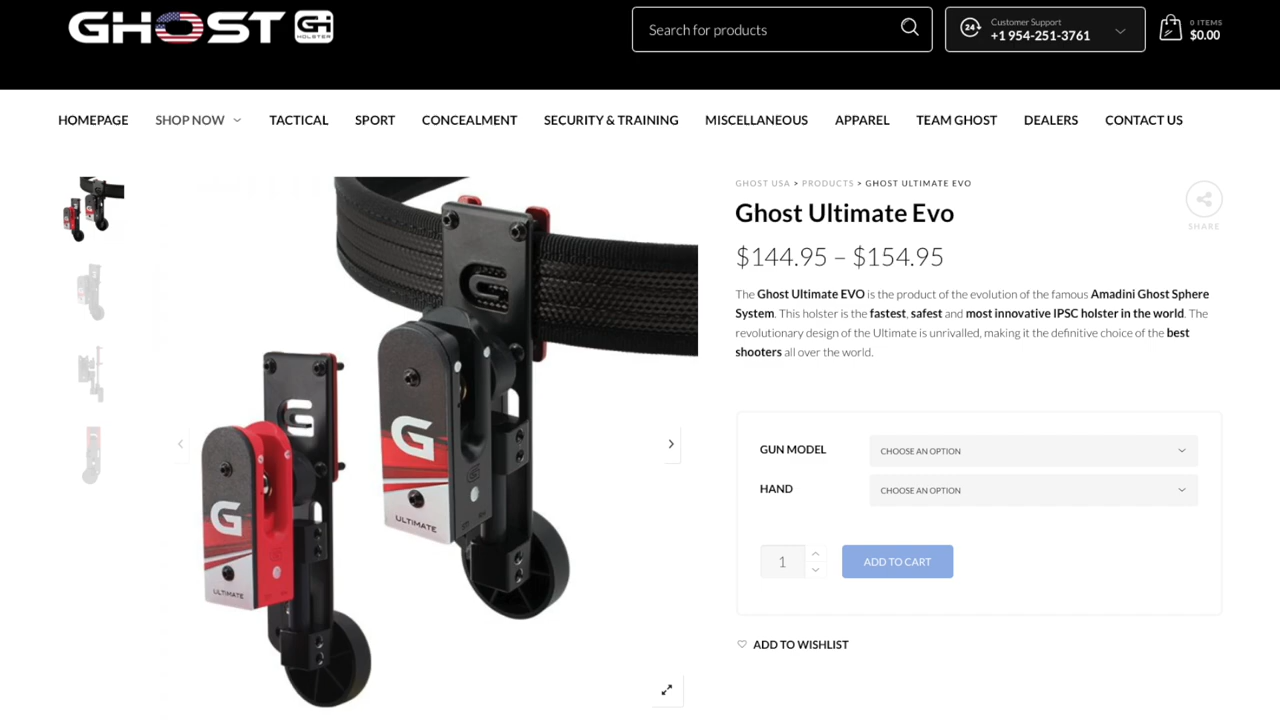 GHOST Gi HOLSTER
Search for products
24 Customer Support
+1 954-251-3761
0 ITEMS
$0.00
HOMEPAGE SHOP NOW TACTICAL SPORT CONCEALMENT SECURITY & TRAINING MISCELLANEOUS APPAREL TEAM GHOST DEALERS CONTACT US
GHOST USA > PRODUCTS > GHOST ULTIMATE EVO
Ghost Ultimate Evo
SHARE
$144.95 – $154.95
The Ghost Ultimate EVO is the product of the evolution of the famous Amadini Ghost Sphere
System. This holster is the fastest, safest and most innovative IPSC holster in the world. The
revolutionary design of the Ultimate is unrivalled, making it the definitive choice of the best
shooters all over the world.
G
G
ULTIMATE
G
G
ULTIMATE
GUN MODEL CHOOSE AN OPTION
HAND CHOOSE AN OPTION
1 ADD TO CART
ADD TO WISHLIST